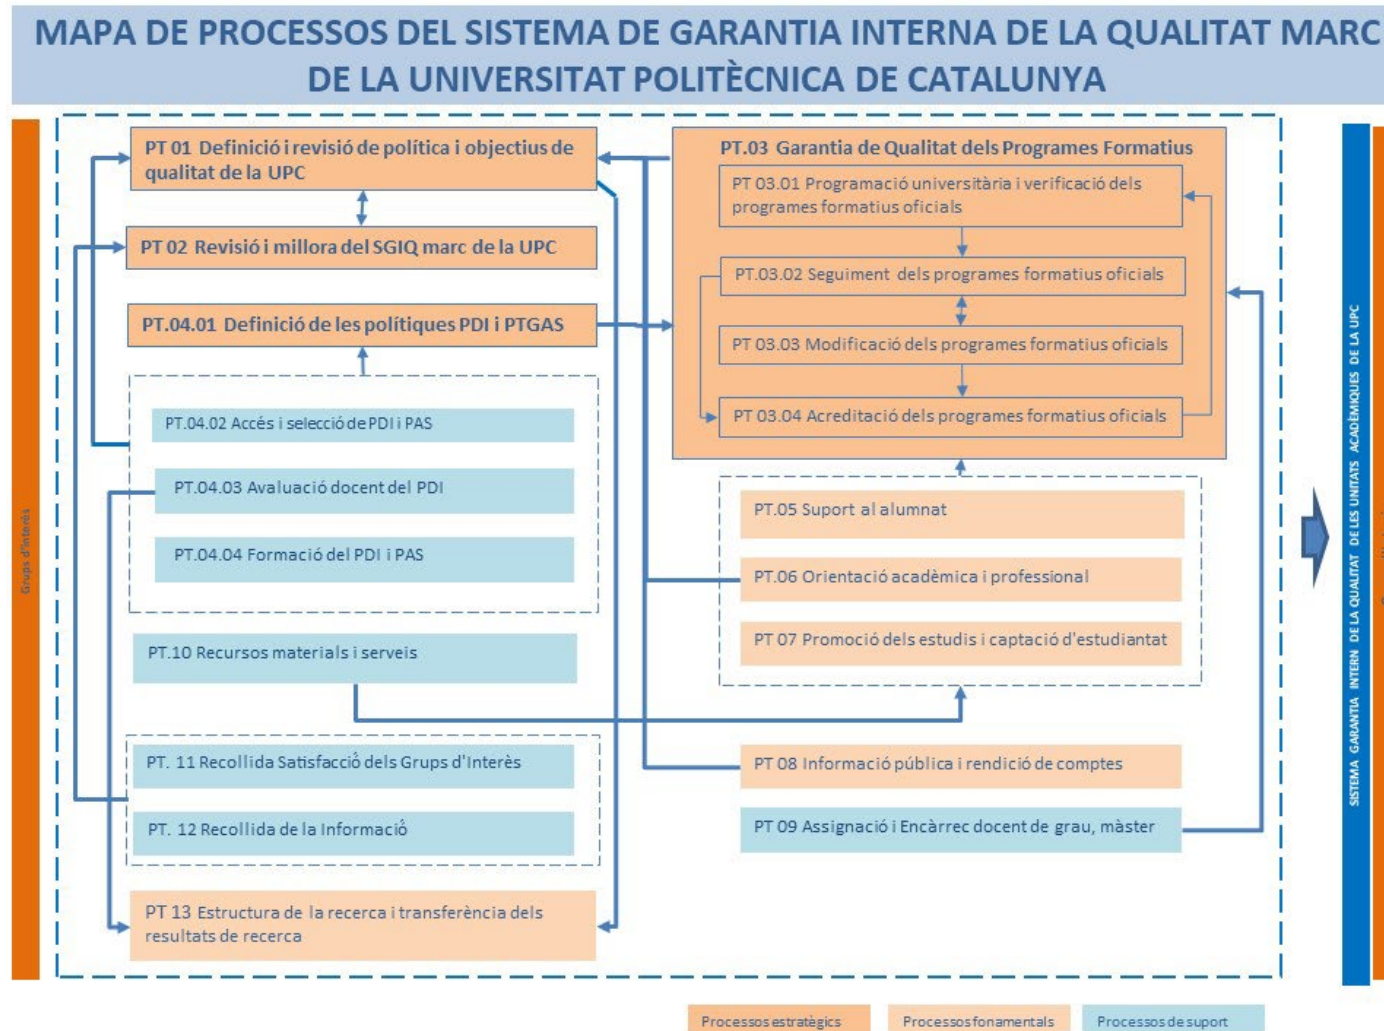 MAPA DE PROCESSOS DEL SISTEMA DE GARANTIA INTERNA DE LA QUALITAT MARC
DE LA UNIVERSITAT POLITÈCNICA DE CATALUNYA
Grups d'interès
PT 01 Definició i revisió de política i objectius de
qualitat de la UPC
PT 02 Revisió i millora del SGIQ marc de la UPC
PT.04.01 Definició de les polítiques PDI i PTGAS
PT.04.02 Accés i selecció de PDI i PAS
PT.04.03 Avaluació docent del PDI
PT.04.04 Formació del PDI i PAS
PT.10 Recursos materials i serveis
PT. 11 Recollida Satisfacció dels Grups d'Interès
PT. 12 Recollida de la Informació
PT 13 Estructura de la recerca i transferència dels
resultats de recerca
PT.03 Garantia de Qualitat dels Programes Formatius
PT 03.01 Programació universitària i verificació dels
programes formatius oficials
PT.03.02 Seguiment dels programes formatius oficials
PT 03.03 Modificació dels programes formatius oficials
PT 03.04 Acreditació dels programes formatius oficials
PT.05 Suport al alumnat
PT.06 Orientació acadèmica i professional
PT 07 Promoció dels estudis i captació d'estudiantat
PT 08 Informació pública i rendició de comptes
PT 09 Assignació i Encàrrec docent de grau, màster
SISTEMA GARANTIA INTERN DE LA QUALITAT DE LES UNITATS ACADÈMIQUES DE LA UPC
Processos estratègics
Processos fonamentals
Processos de suport